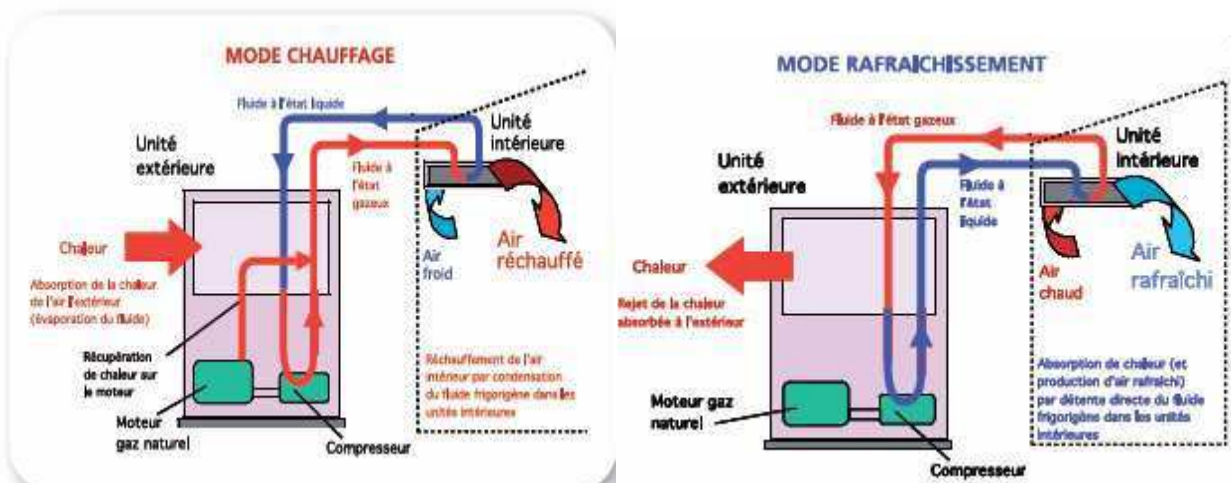 MODE CHAUFFAGE
Fluide à l'état liquide
Unité
extérieure
Unité
intérieure
Fluide à
l'état
gazeux
Chaleur
Absorption de la chaleur
de l'air l'extérieur
(évaporation du fluide)
Air
froid
Air
réchauffé
Récupération
de chaleur sur
le moteur
Moteur
gaz naturel
Compresseur
Réchauffement de l'air
intérieur par condensation
du fluide frigorigène dans les
unités intérieures
MODE RAFRAÎCHISSEMENT
Fluide à l'état gazeux
Unité
extérieure
Unité
intérieure
Fluide à
l'état
liquide
Chaleur
Rejet de la chaleur
absorbée à l'extérieur
Air
chaud
Air
rafraîchi
Moteur gaz
naturel
Compresseur
Absorption de chaleur (et
production d'air rafraîchi)
par détente directe du fluide
frigorigène dans les unités
intérieures